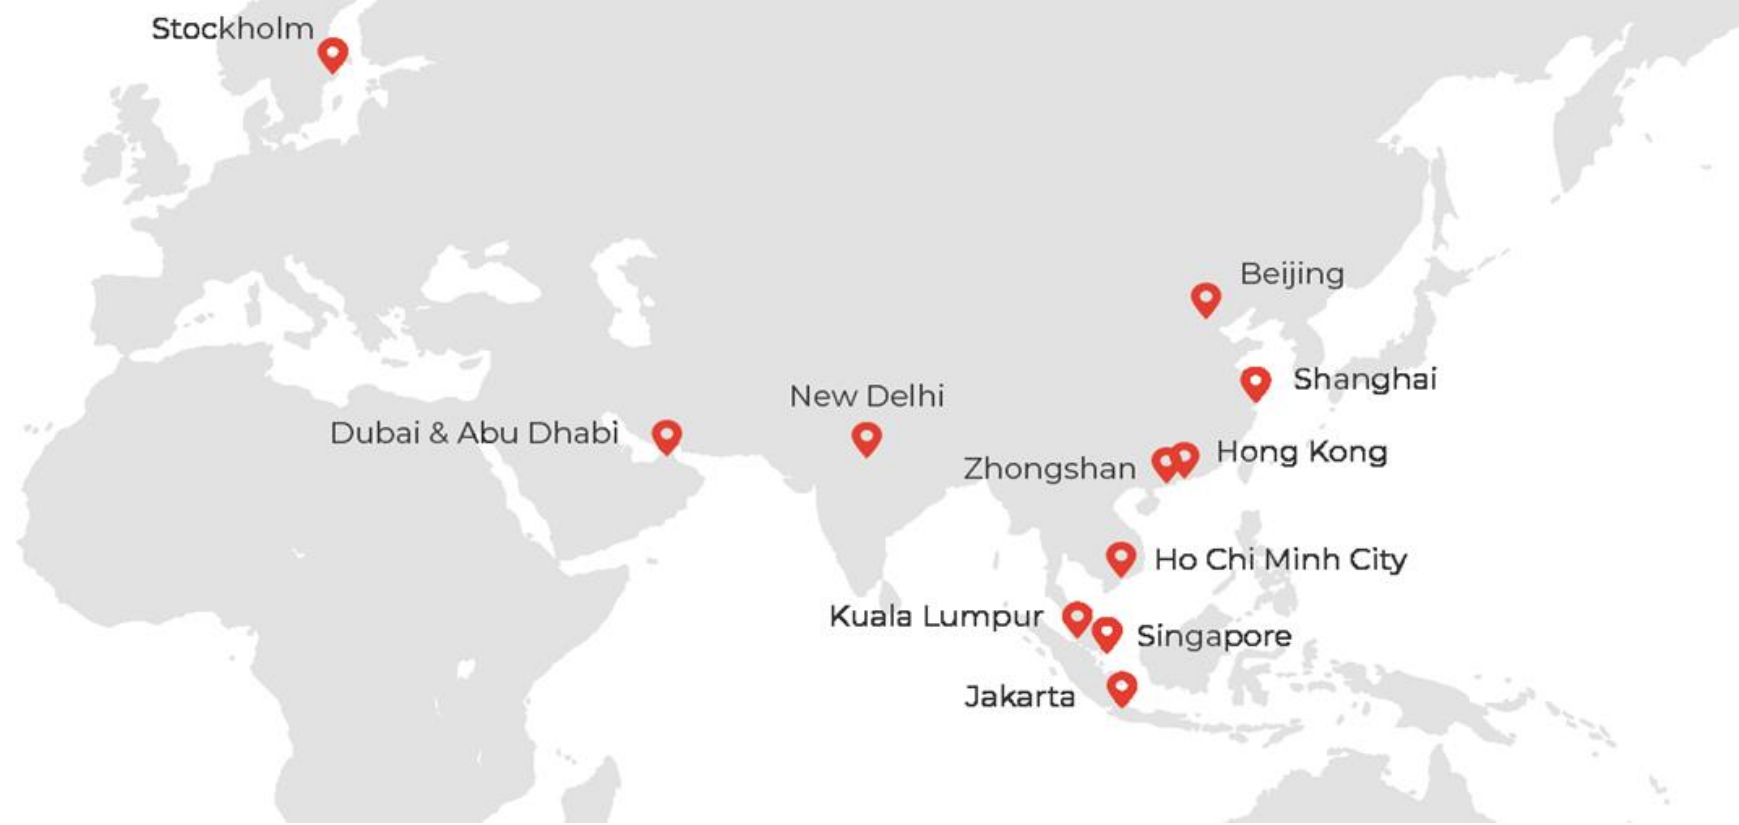 Stockholm
Beijing
Shanghai
New Delhi
Dubai & Abu Dhabi
Hong Kong
Zhongshan
Ho Chi Minh City
Kuala Lumpur
Singapore
Jakarta